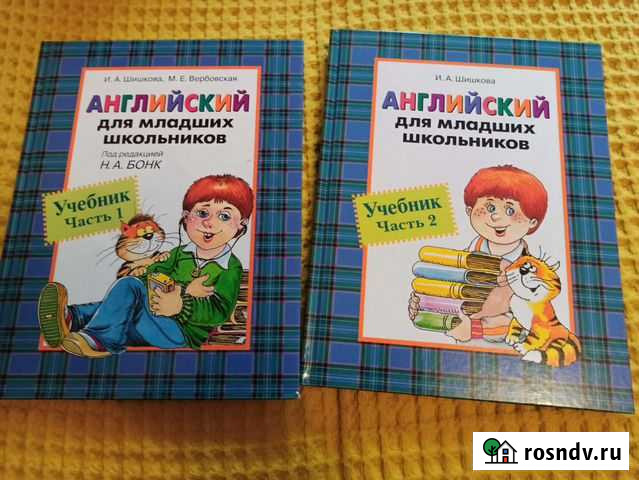 И. А. Шишкова, М. Е. Вербовская
АНГЛИЙСКИЙ
для младших
школьников
Под редакцией
Н. А. БОНК
Учебник
Часть 1
И. А. Шишкова
АНГЛИЙСКИЙ
для младших
школьников
Учебник
Часть 2
rosndv.ru